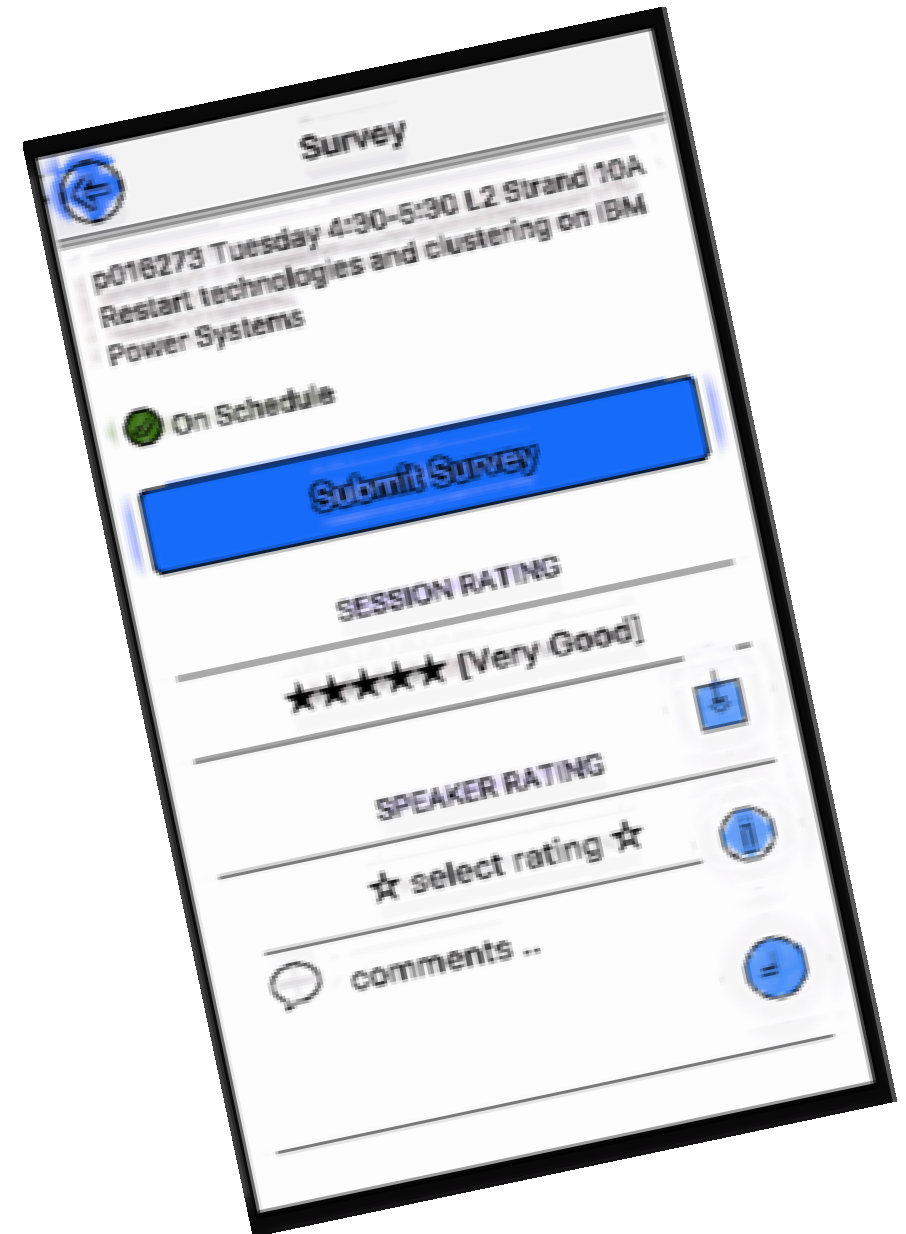 Survey
p016273 Tuesday 4:30-5:30 L2 Strand 10A
Restart technologies and clustering on IBM
Power Systems
On Schedule
Submit Survey
SESSION RATING
★★★★★ [Very Good]
SPEAKER RATING
☆ select rating ☆
comments ..